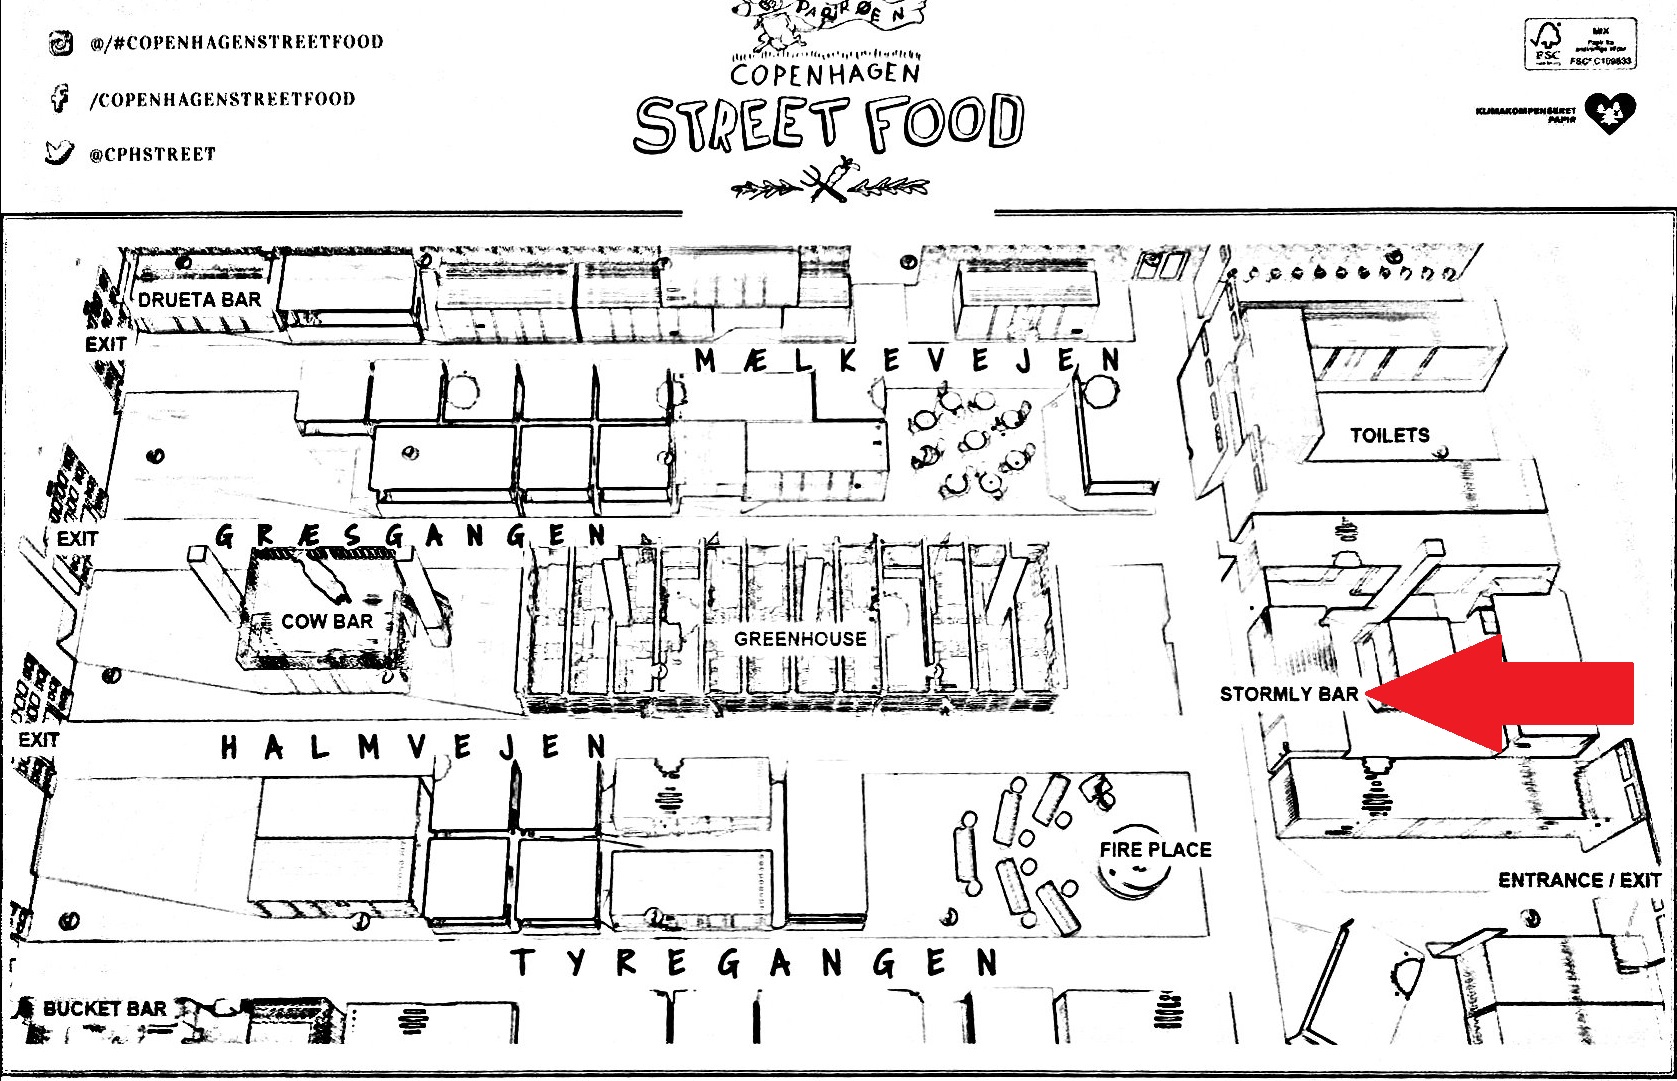 @/#COPENHAGENSTREETFOOD
/COPENHAGENSTREETFOOD
@CPHSTREET
PAPIRØEN
COPENHAGEN
STREET FOOD
FSC
MIX
FSC® C109833
KLIMAKOMPENSERET
PAPIR
DRUETA BAR
EXIT
MÆLKEVEJEN
TOILETS
GRÆSGANGEN
EXIT
COW BAR
GREENHOUSE
STORMLY BAR
EXIT
HALMVEJEN
FIRE PLACE
ENTRANCE / EXIT
TYREGANGEN
BUCKET BAR